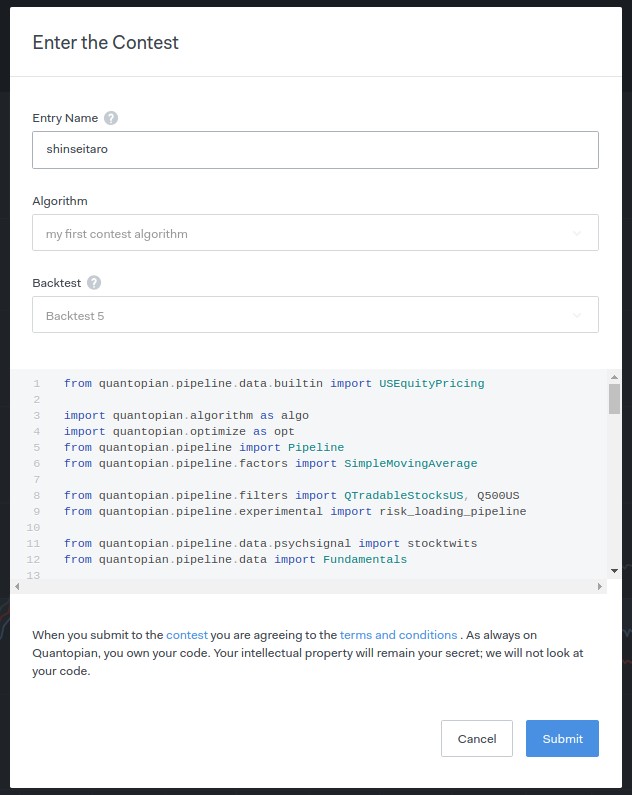 Enter the Contest
Entry Name ?
shinseitaro
Algorithm
my first contest algorithm
Backtest ?
Backtest 5
1 from quantopian.pipeline.data.builtin import USEquityPricing
2
3 import quantopian.algorithm as algo
4 import quantopian.optimize as opt
5 from quantopian.pipeline import Pipeline
6 from quantopian.pipeline.factors import SimpleMovingAverage
7
8 from quantopian.pipeline.filters import QTradableStocksUS, Q500US
9 from quantopian.pipeline.experimental import risk_loading_pipeline
10
11 from quantopian.pipeline.data.psychsignal import stocktwits
12 from quantopian.pipeline.data import Fundamentals
13
When you submit to the contest you are agreeing to the terms and conditions . As always on
Quantopian, you own your code. Your intellectual property will remain your secret; we will not look at
your code.
Cancel Submit